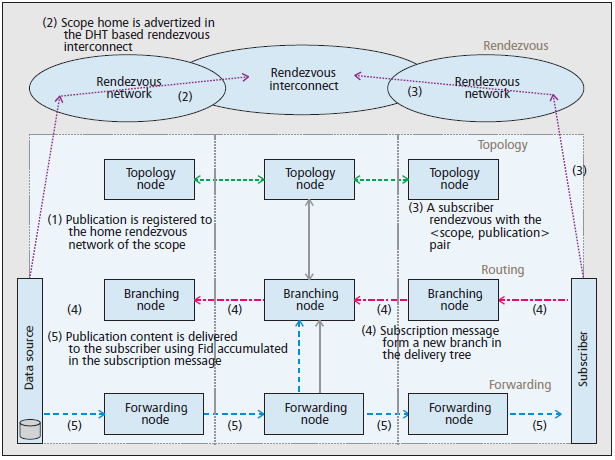 (2) Scope home is advertized in
the DHT based rendezvous
interconnect
Rendezvous
Rendezvous
network
(2)
Rendezvous
interconnect
(3)
Rendezvous
network
Topology
Topology
node
Topology
node
Topology
node
(3)
(1) Publication is registered to
the home rendezvous
network of the scope
(3) A subscriber
rendezvous with the
<scope, publication>
pair
Routing
(4)
Branching
node
(4)
Branching
node
(4)
Branching
node
(4)
(5) Publication content is delivered
to the subscriber using Fid accumulated
in the subscription message
(4) Subscription message
form a new branch in
the delivery tree
Data source
Subscriber
Forwarding
(5)
Forwarding
node
(5)
Forwarding
node
(5)
Forwarding
node
(5)